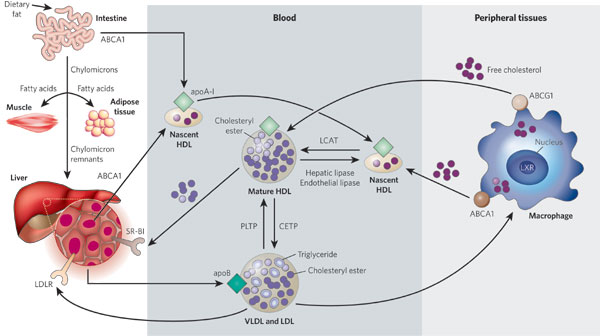 Dietary
fat
Intestine
ABCA1
Chylomicrons
Fatty acids
Fatty acids
Muscle
Adipose
tissue
Chylomicron
remnants
Liver
ABCA1
SR-BI
LDLR
Blood
apoA-I
Nascent
HDL
Cholesteryl
ester
Mature HDL
LCAT
Hepatic lipase
Endothelial lipase
Nascent
HDL
PLTP
CETP
Triglyceride
Cholesteryl ester
apoB
VLDL and LDL
Peripheral tissues
Free cholesterol
ABCG1
Nucleus
LXR
ABCA1
Macrophage